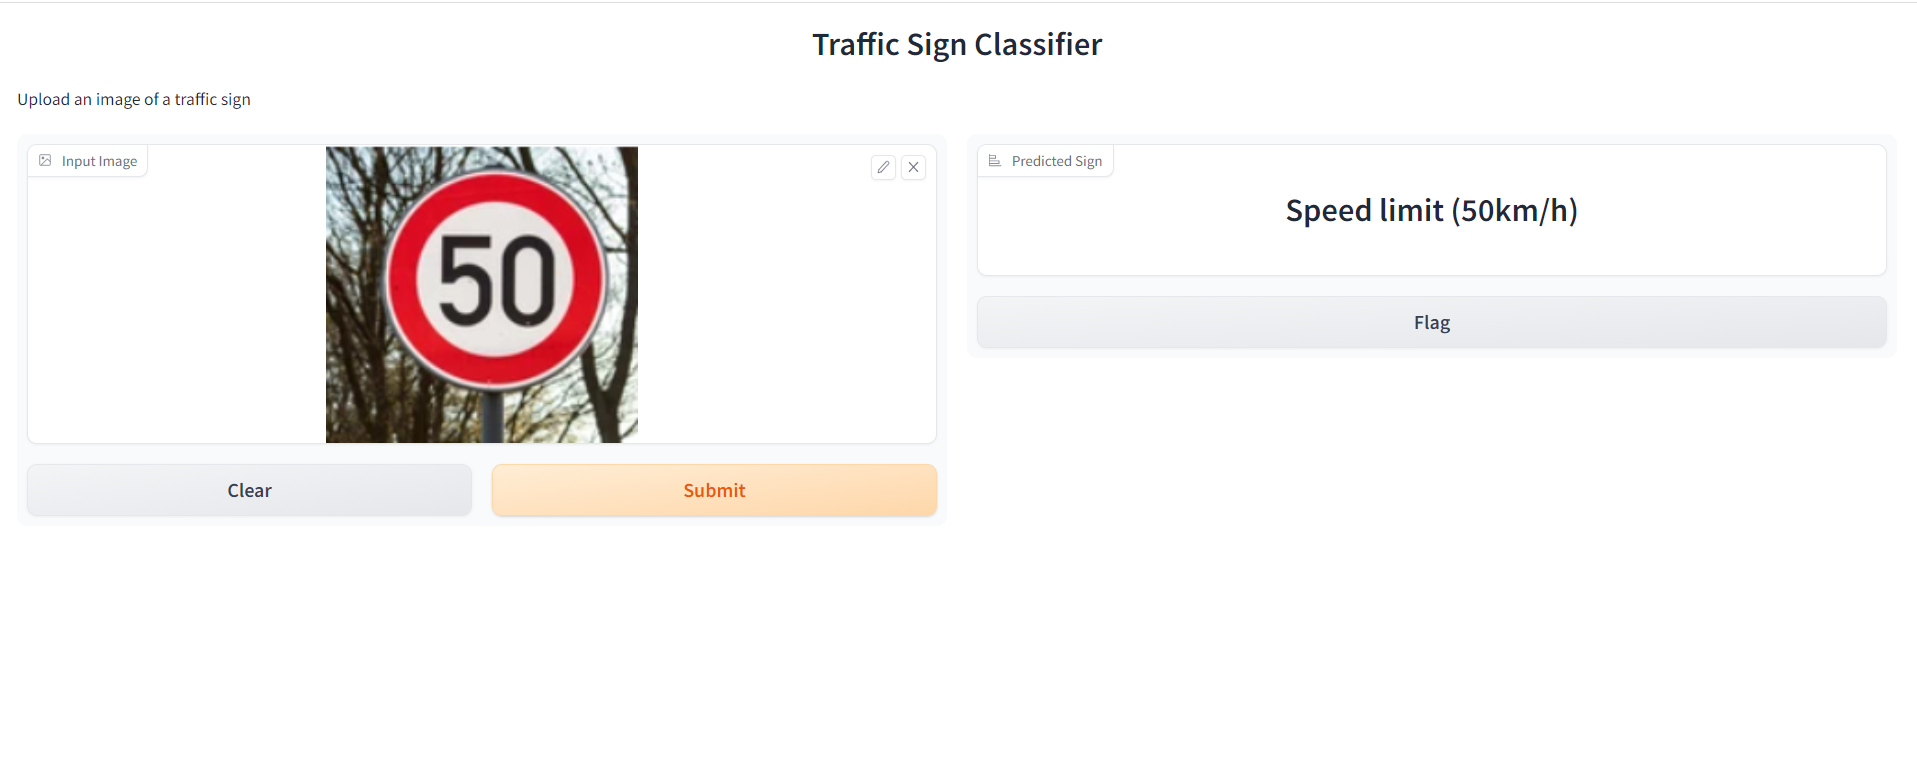 Traffic Sign Classifier
Upload an image of a traffic sign
Input Image
50
Clear
Submit
Predicted Sign
Speed limit (50km/h)
Flag